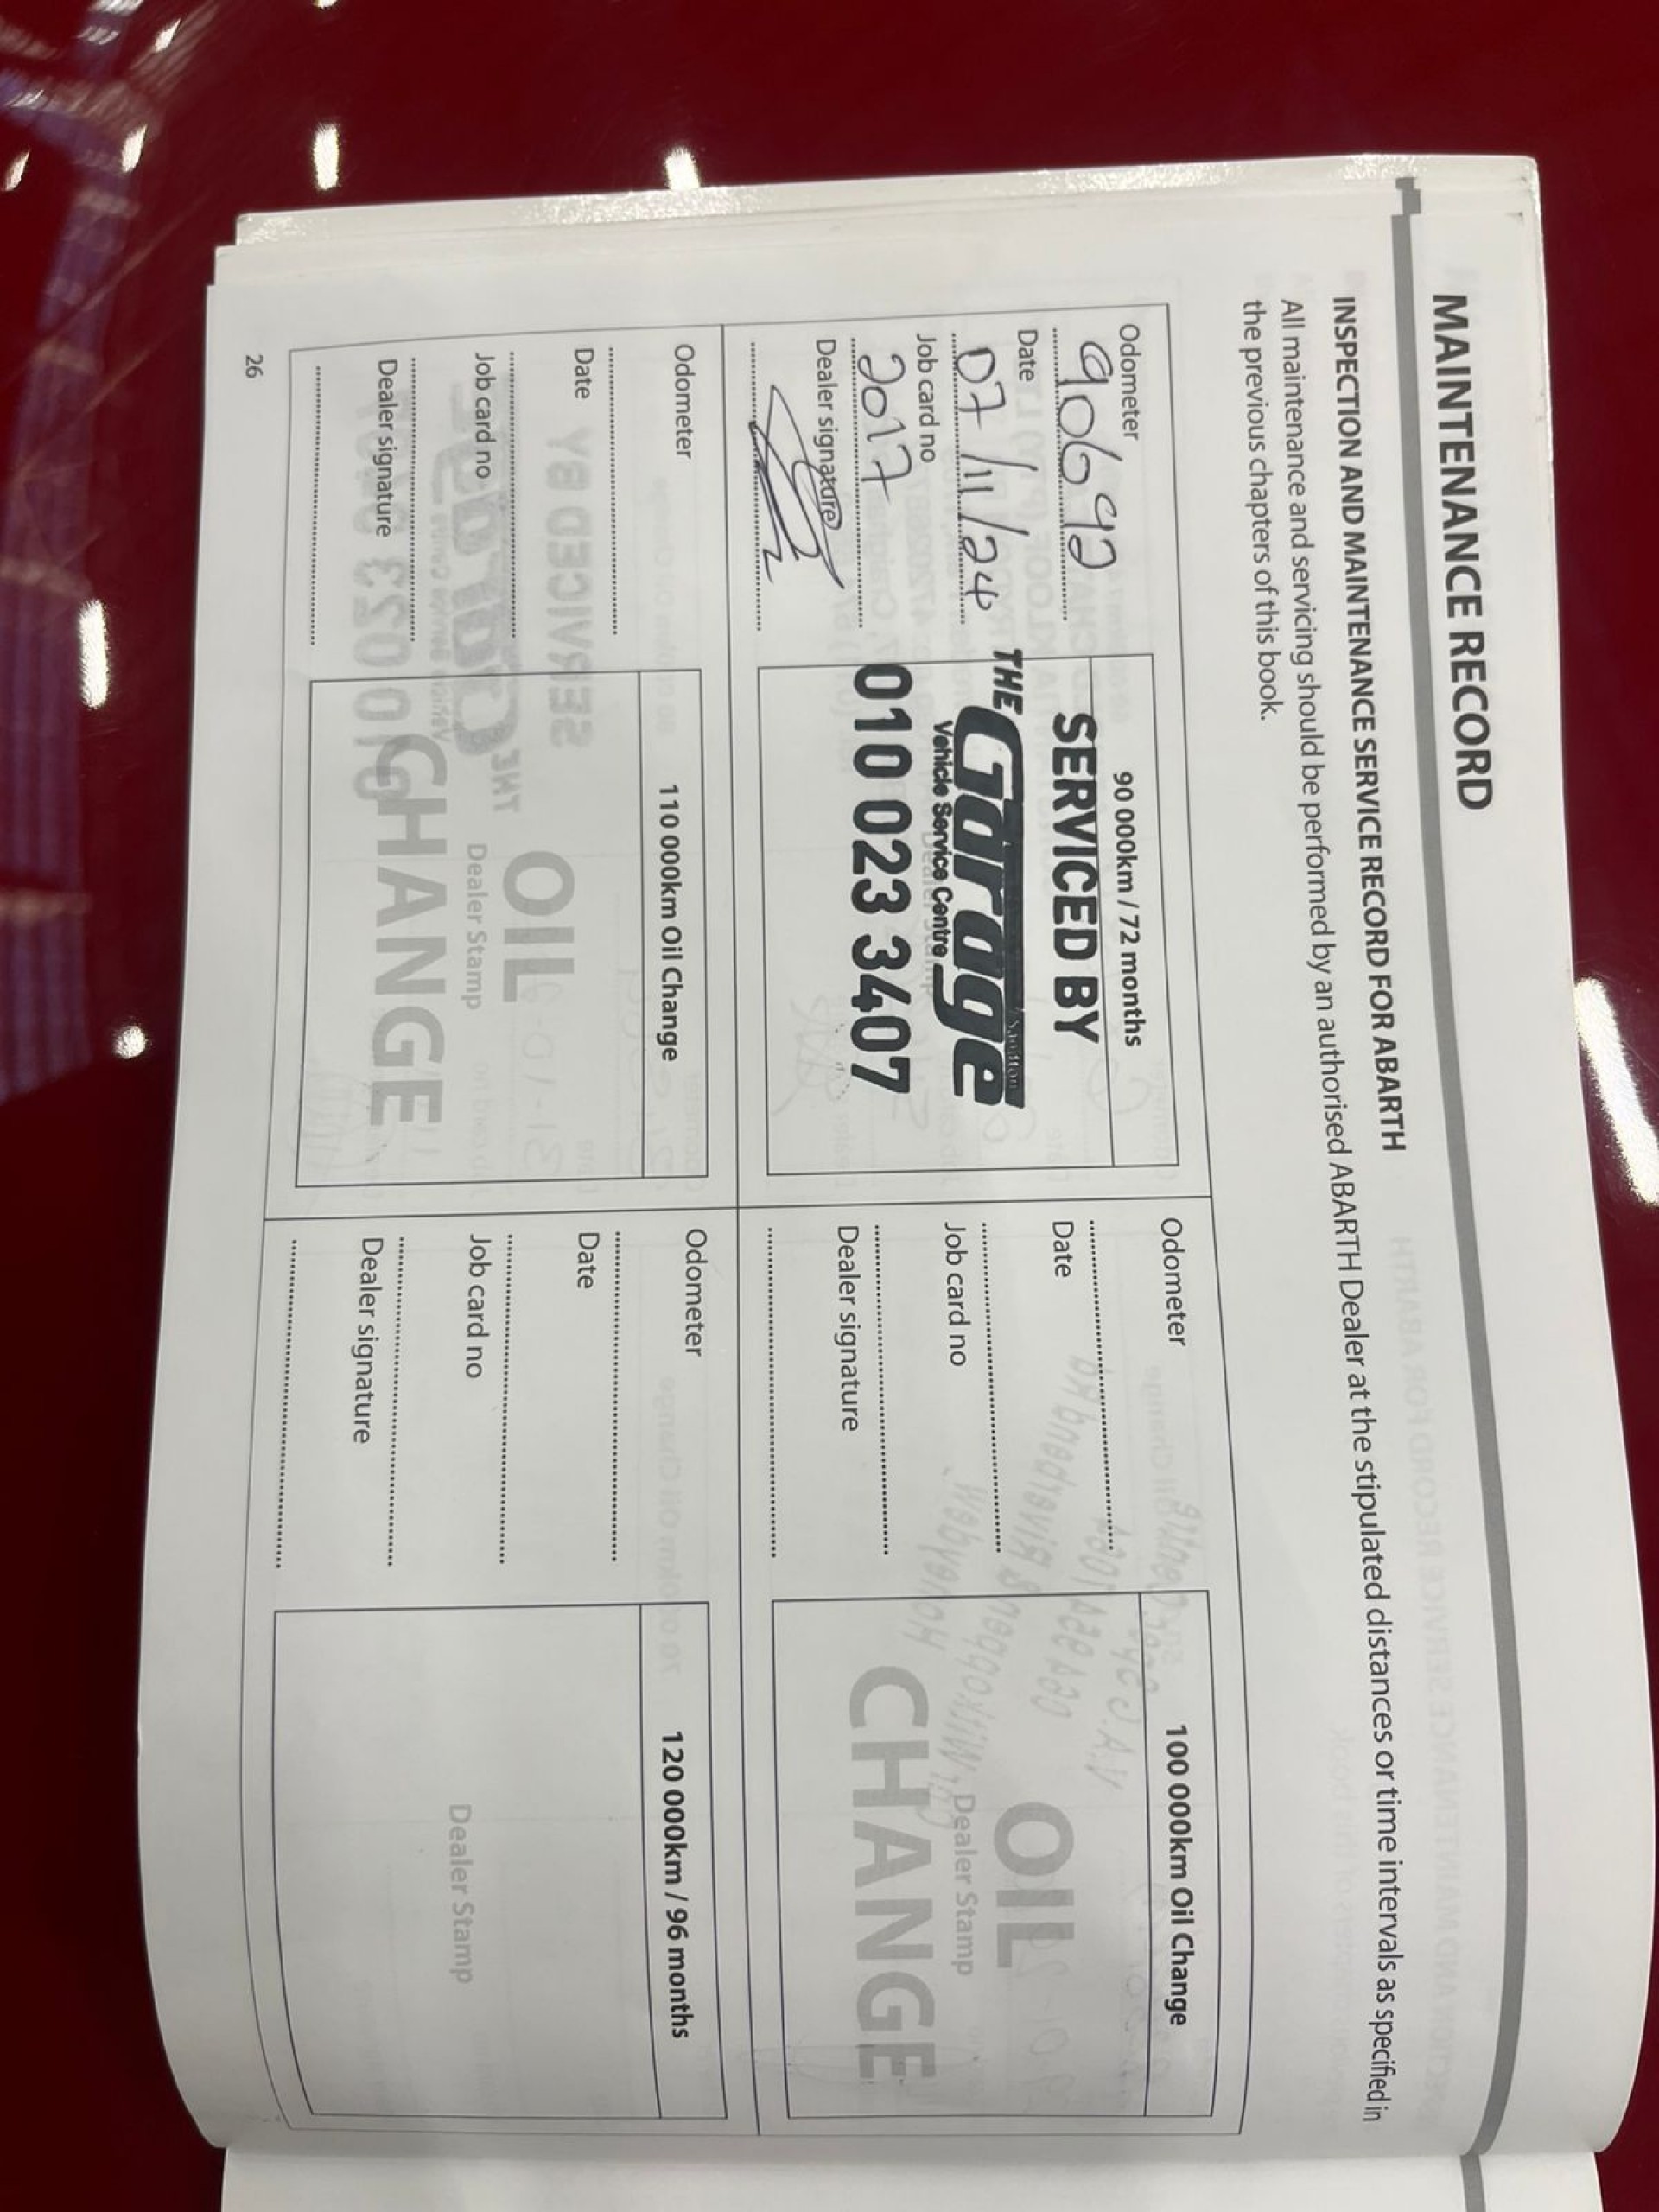 MAINTENANCE RECORD
INSPECTION AND MAINTENANCE SERVICE RECORD FOR ABARTH
All maintenance and servicing should be performed by an authorised ABARTH Dealer at the stipulated distances or time intervals as specified in
the previous chapters of this book.
Odometer
90692
Date
07/11/24
Job card no
2017
Dealer signature
90 000km / 72 months
SERVICED BY
THE Garage
Vehicle Service Centre
010 023 3407
Odometer
Date
Job card no
Dealer signature
100 000km Oil Change
OIL
Dealer Stamp
CHANGE
Odometer
Date
Job card no
Dealer signature
110 000km Oil Change
OIL
Dealer Stamp
CHANGE
Odometer
Date
Job card no
Dealer signature
120 000km / 96 months
Dealer Stamp
26